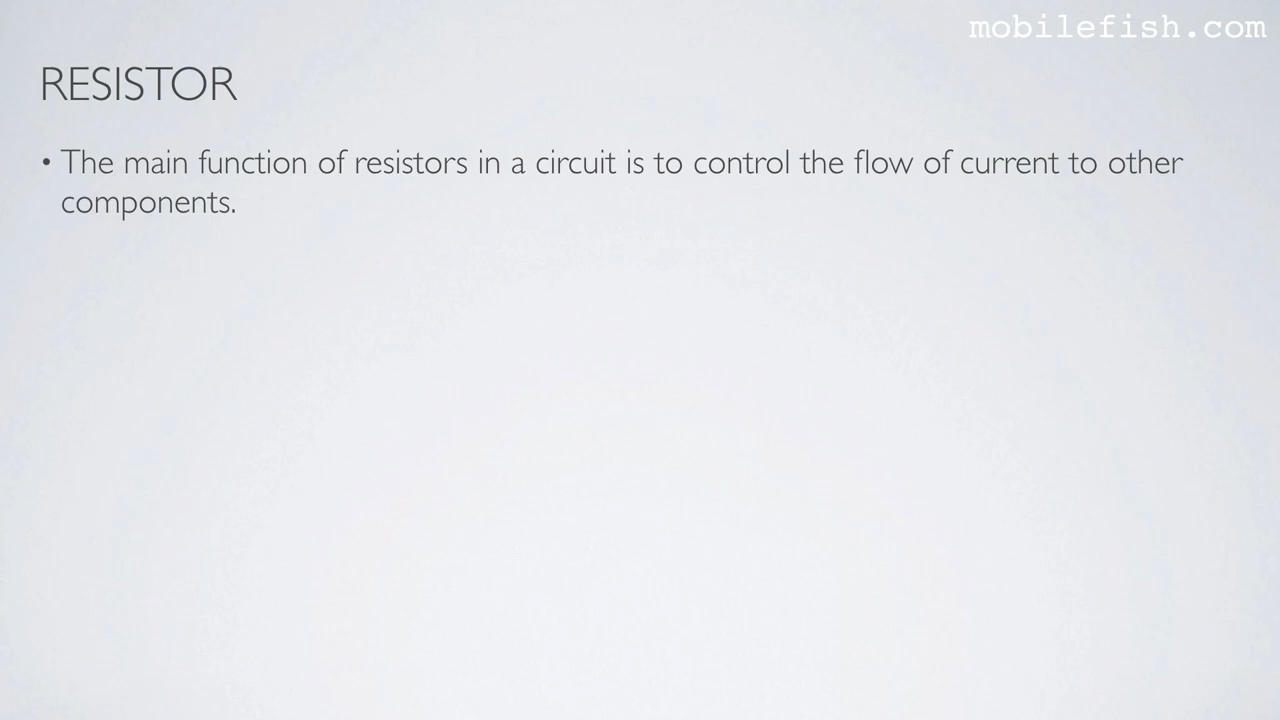 mobilefish.com
RESISTOR
• The main function of resistors in a circuit is to control the flow of current to other
components.